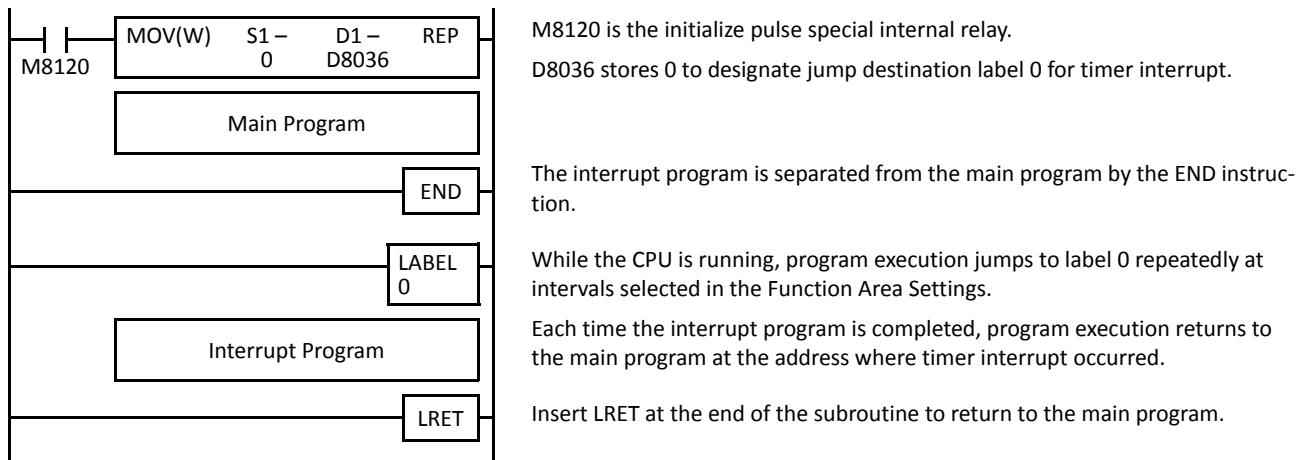 MOV(W) S1 – D1 – REP
0 D8036
M8120
M8120 is the initialize pulse special internal relay.
D8036 stores 0 to designate jump destination label 0 for timer interrupt.
Main Program
END
The interrupt program is separated from the main program by the END instruc-
tion.
LABEL
0
While the CPU is running, program execution jumps to label 0 repeatedly at
intervals selected in the Function Area Settings.
Interrupt Program
Each time the interrupt program is completed, program execution returns to
the main program at the address where timer interrupt occurred.
LRET
Insert LRET at the end of the subroutine to return to the main program.